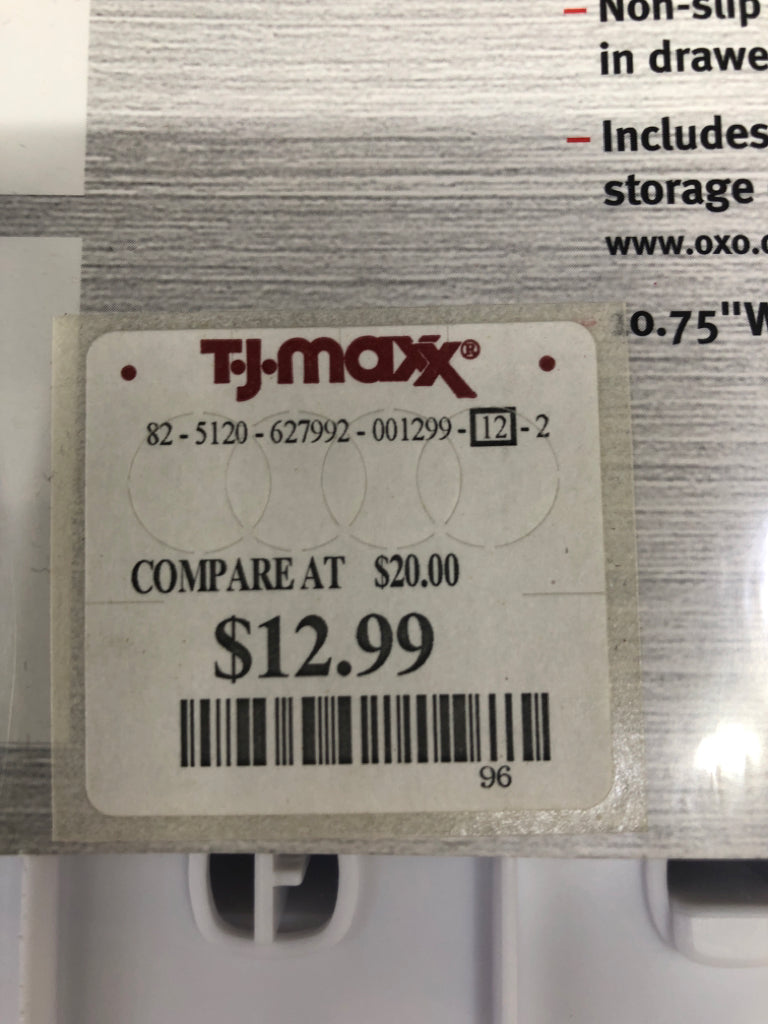 – Non-slip
in drawe
– Includes
storage
www.oxo.c
0.75"W
T·J·maxx®
82 - 5120 - 627992 - 001299 - 12 - 2
COMPARE AT $20.00
$12.99
96